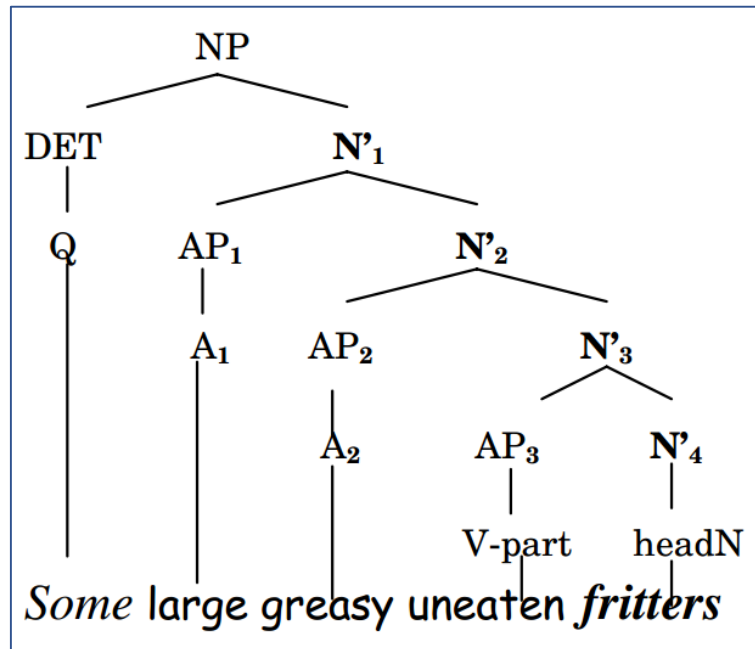 NP
DET N’₁
Q AP₁ N’₂
A₁ AP₂ N’₃
A₂ AP₃ N’₄
V-part headN
Some large greasy uneaten fritters